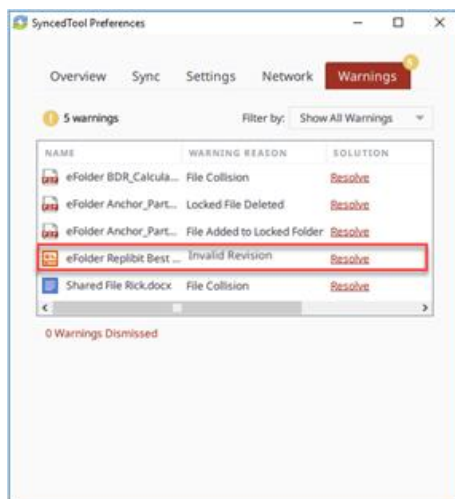 SyncedTool Preferences
Overview Sync Settings Network Warnings
5 warnings Filter by: Show All Warnings
NAME WARNING REASON SOLUTION
eFolder BDR_Calcula... File Collision Resolve
eFolder Anchor_Part... Locked File Deleted Resolve
eFolder Anchor_Part... File Added to Locked Folder Resolve
eFolder Replibit Best ... Invalid Revision Resolve
Shared File Rick.docx File Collision Resolve
0 Warnings Dismissed